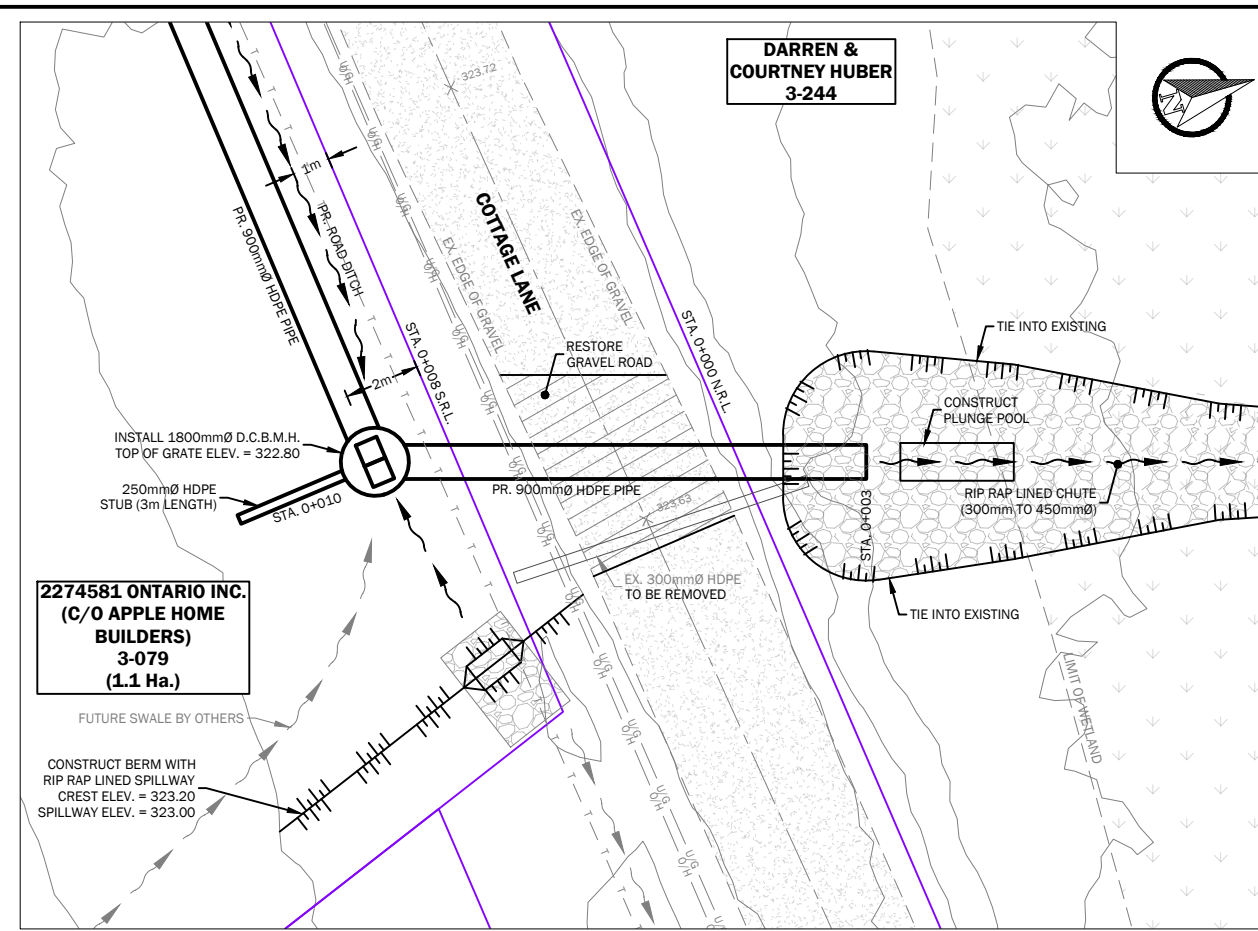 DARREN &
COURTNEY HUBER
3-244
N
323.72
1m
PR. 900mmØ HDPE PIPE
PR. ROAD DITCH
COTTAGE LANE
EX. EDGE OF GRAVEL
EX. EDGE OF GRAVEL
STA. 0+008 S.R.L.
STA. 0+000 N.R.L.
RESTORE
GRAVEL ROAD
2m
TIE INTO EXISTING
CONSTRUCT
PLUNGE POOL
INSTALL 1800mmØ D.C.B.M.H.
TOP OF GRATE ELEV. = 322.80
250mmØ HDPE
STUB (3m LENGTH)
STA. 0+010
PR. 900mmØ HDPE PIPE
323.63
STA. 0+003
RIP RAP LINED CHUTE
(300mm TO 450mmØ)
EX. 300mmØ HDPE
TO BE REMOVED
TIE INTO EXISTING
2274581 ONTARIO INC.
(C/O APPLE HOME
BUILDERS)
3-079
(1.1 Ha.)
FUTURE SWALE BY OTHERS
CONSTRUCT BERM WITH
RIP RAP LINED SPILLWAY
CREST ELEV. = 323.20
SPILLWAY ELEV. = 323.00
LIMIT OF WETLAND
U/G
O/H
U/G
O/H
U/G
O/H
U/G
O/H
U/G
O/H
U/G
O/H
U/G
O/H
U/G
O/H
U/G
O/H
U/G
O/H
U/G
O/H